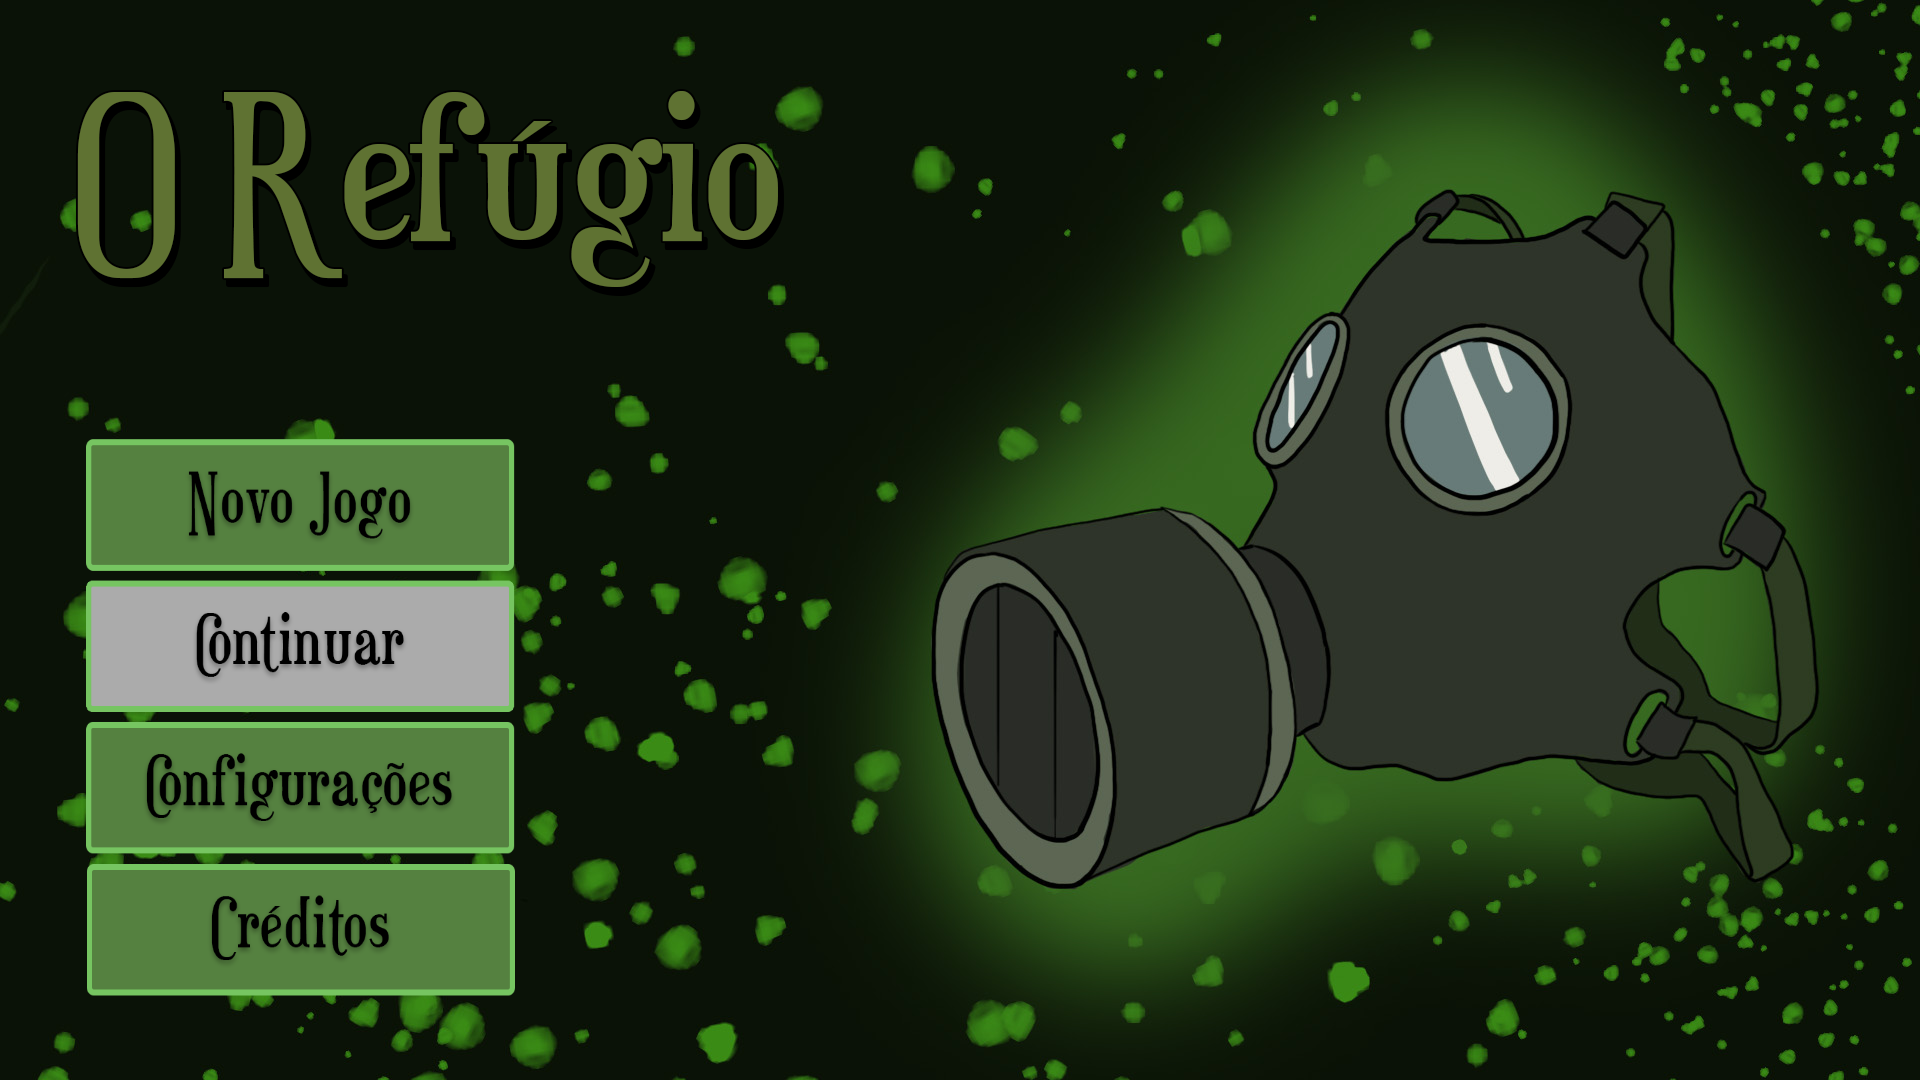 O Refúgio
Novo Jogo
Continuar
Configurações
Créditos